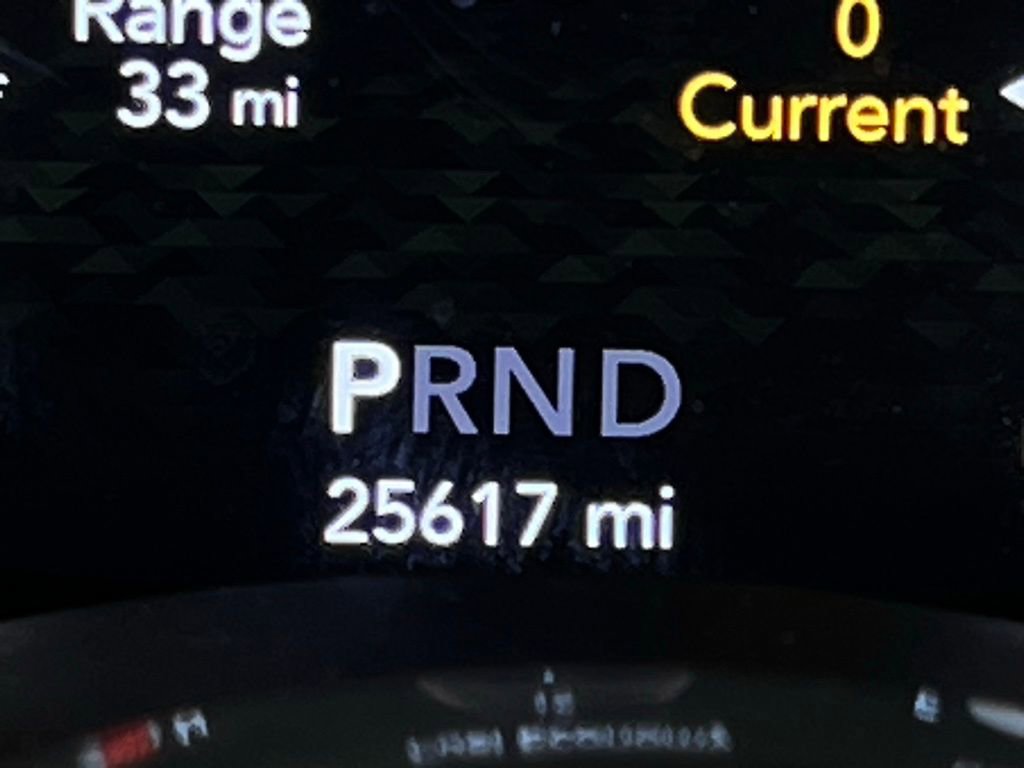 Range
33 mi
0
Current
PRND
25617 mi